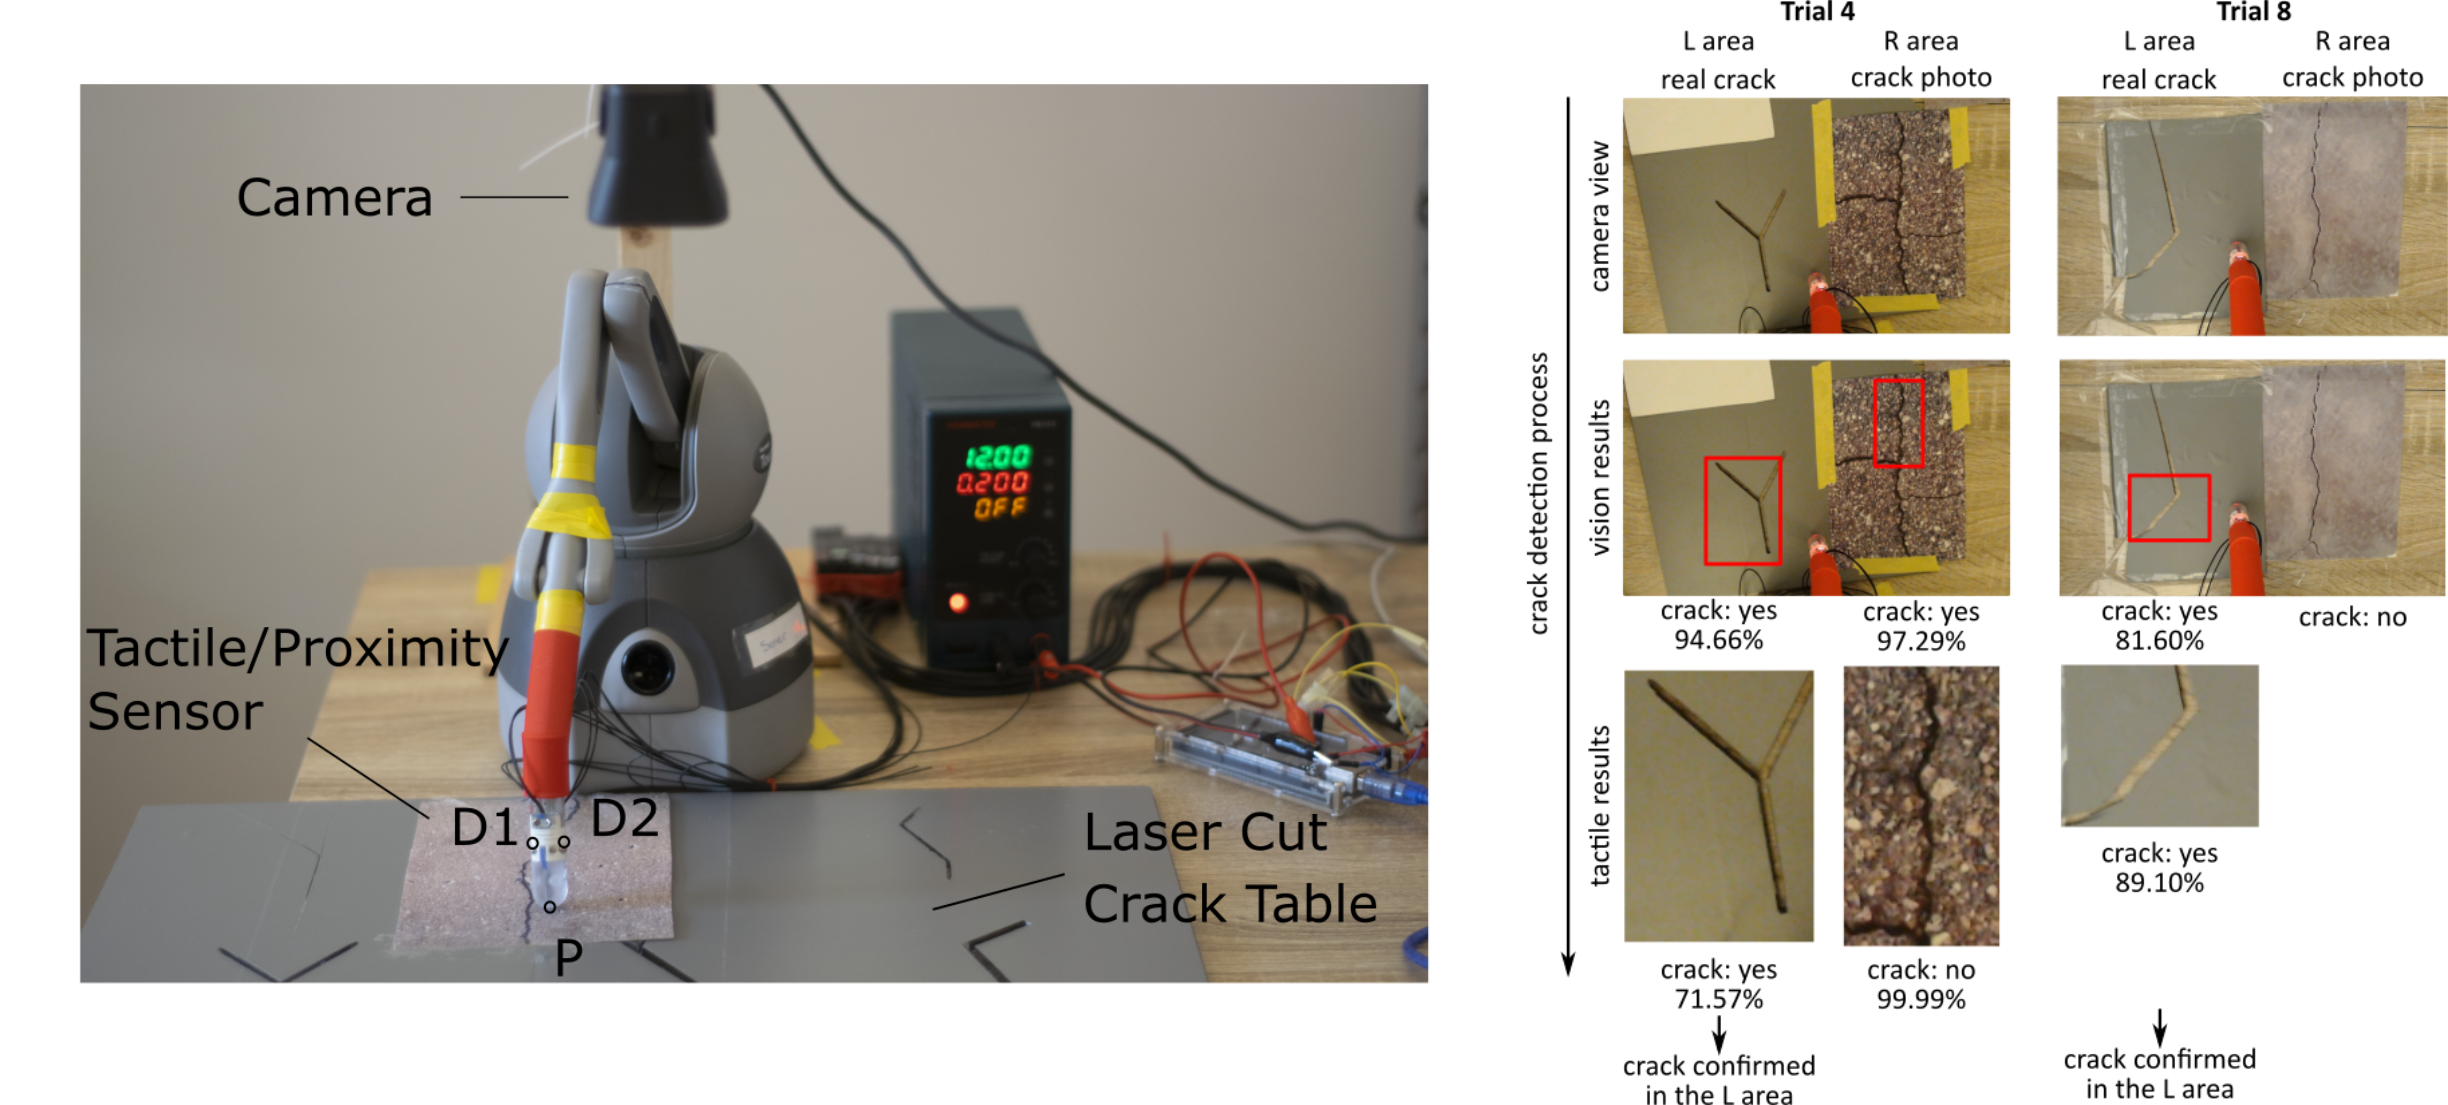 Camera
12.00
0.200
OFF
Tactile/Proximity
Sensor
D1
D2
P
Laser Cut
Crack Table
Trial 4
Trial 8
L area
real crack
R area
crack photo
L area
real crack
R area
crack photo
crack detection process
camera view
vision results
crack: yes
94.66%
crack: yes
97.29%
crack: yes
81.60%
crack: no
tactile results
crack: yes
71.57%
crack: no
99.99%
crack: yes
89.10%
crack confirmed
in the L area
crack confirmed
in the L area